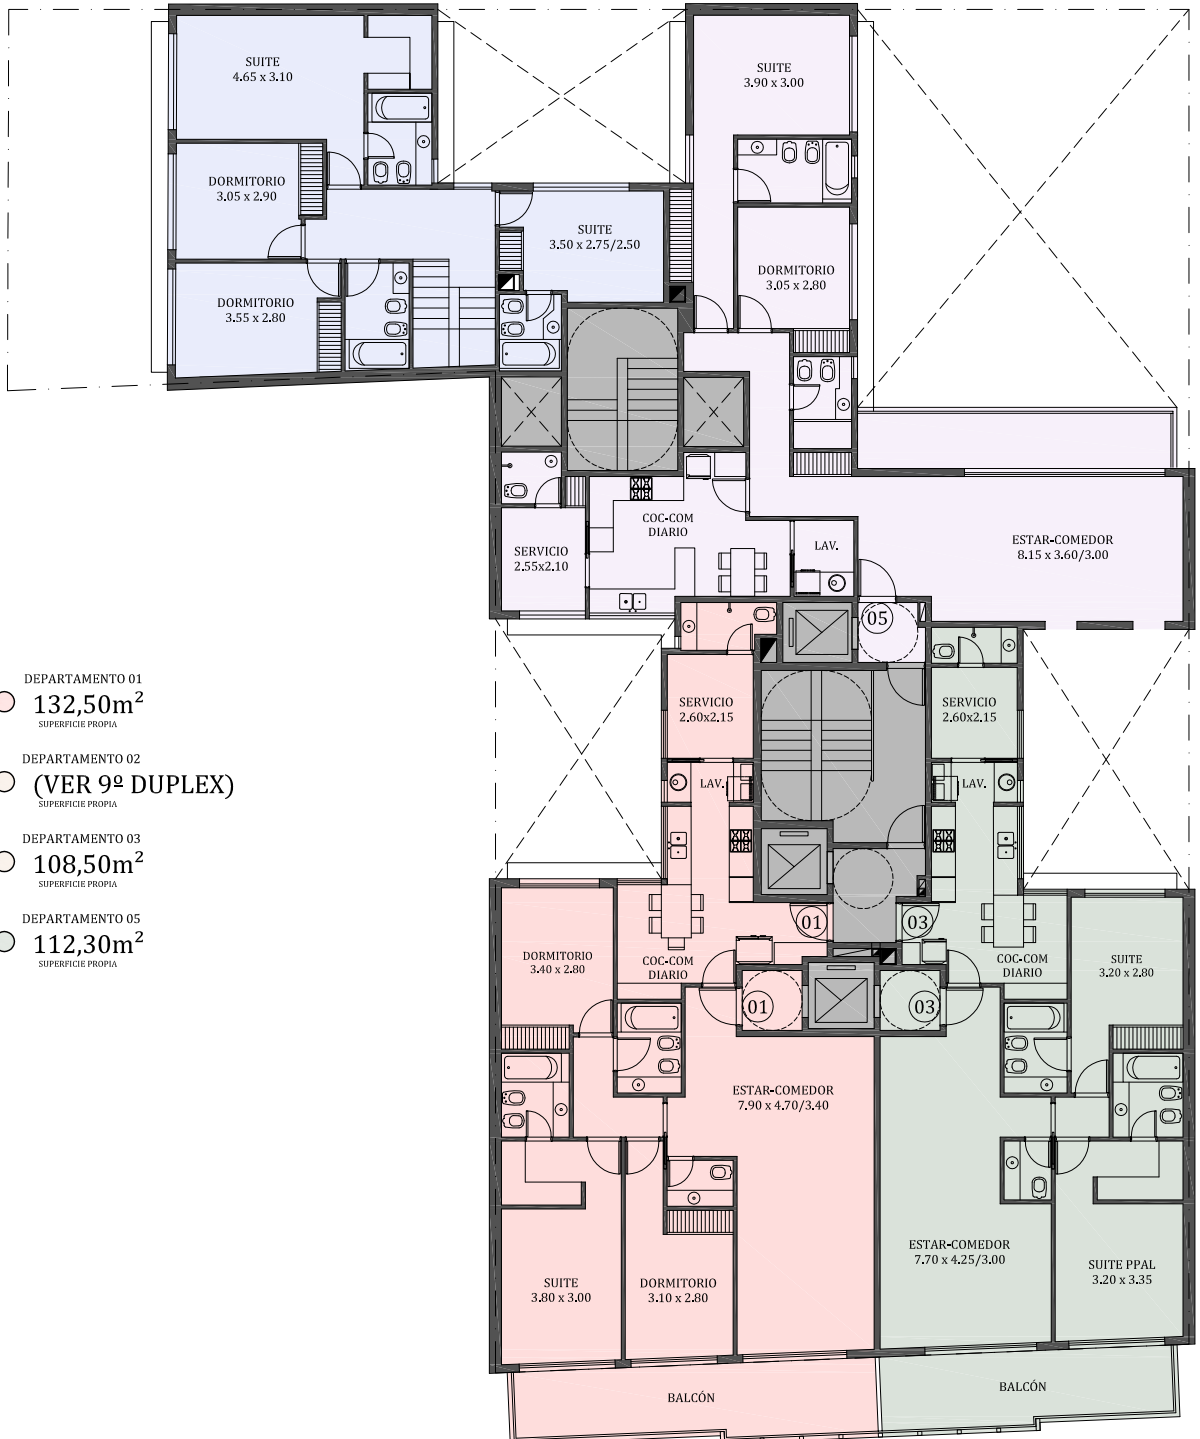 SUITE
4.65 x 3.10
SUITE
3.90 x 3.00
DORMITORIO
3.05 x 2.90
SUITE
3.50 x 2.75/2.50
DORMITORIO
3.05 x 2.80
DORMITORIO
3.55 x 2.80
COC-COM
DIARIO
LAV.
ESTAR-COMEDOR
8.15 x 3.60/3.00
SERVICIO
2.55x2.10
05
DEPARTAMENTO 01
132,50m²
SUPERFICIE PROPIA
DEPARTAMENTO 02
(VER 9º DUPLEX)
SUPERFICIE PROPIA
DEPARTAMENTO 03
108,50m²
SUPERFICIE PROPIA
DEPARTAMENTO 05
112,30m²
SUPERFICIE PROPIA
SERVICIO
2.60x2.15
SERVICIO
2.60x2.15
LAV.
LAV.
01
03
DORMITORIO
3.40 x 2.80
COC-COM
DIARIO
COC-COM
DIARIO
SUITE
3.20 x 2.80
01
03
ESTAR-COMEDOR
7.90 x 4.70/3.40
ESTAR-COMEDOR
7.70 x 4.25/3.00
SUITE
3.80 x 3.00
DORMITORIO
3.10 x 2.80
SUITE PPAL
3.20 x 3.35
BALCÓN
BALCÓN